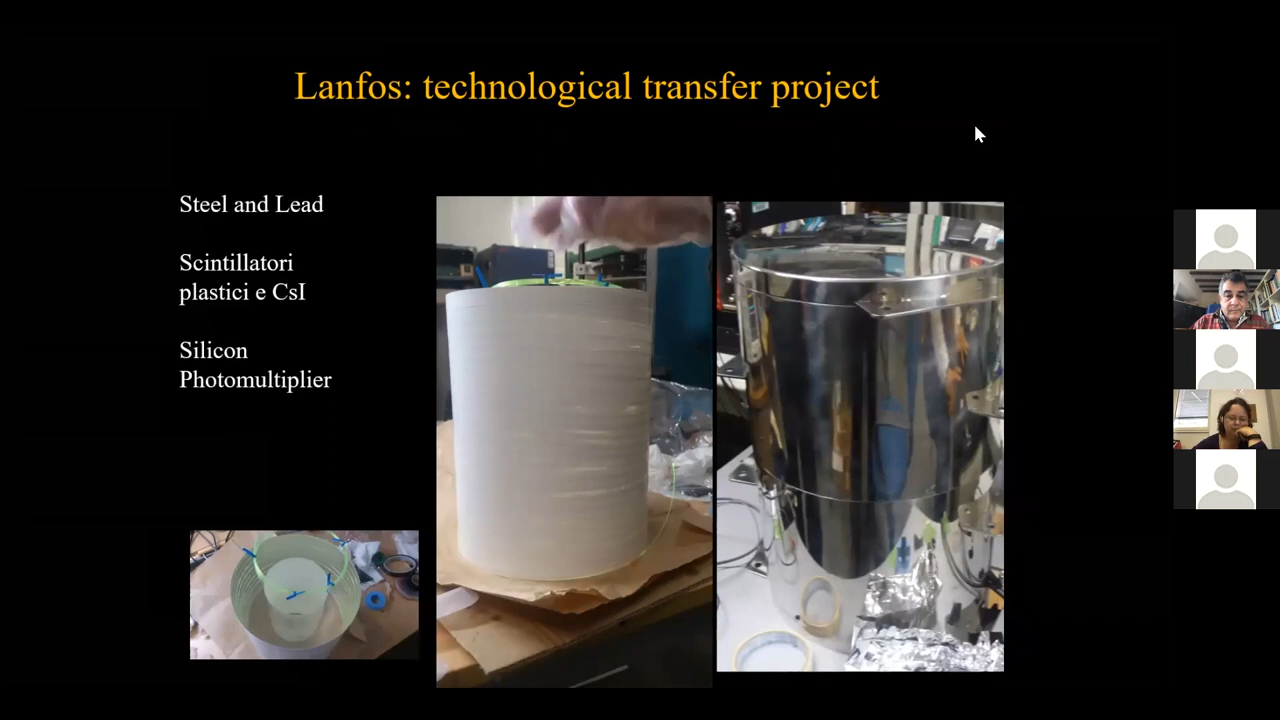 Lanfos: technological transfer project
Steel and Lead
Scintillatori
plastici e CsI
Silicon
Photomultiplier